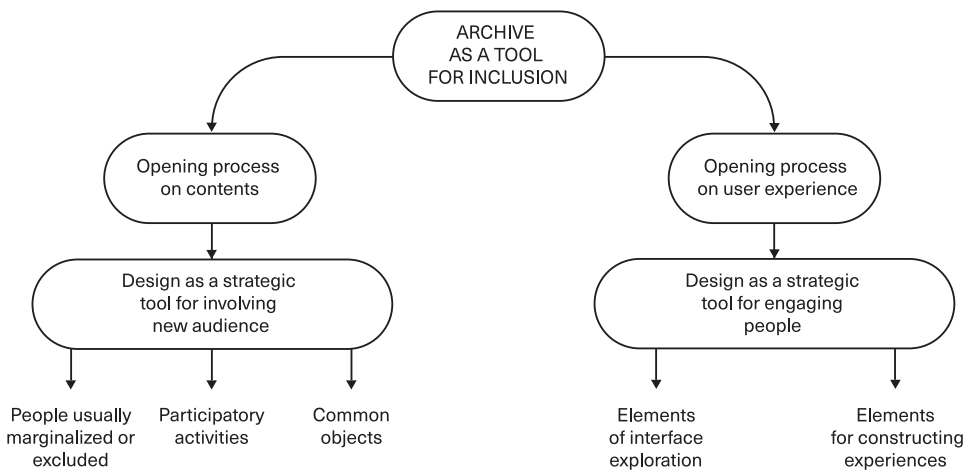 ARCHIVE
AS A TOOL
FOR INCLUSION
Opening process
on contents
Opening process
on user experience
Design as a strategic
tool for involving
new audience
Design as a strategic
tool for engaging
people
People usually
marginalized or
excluded
Participatory
activities
Common
objects
Elements
of interface
exploration
Elements
for constructing
experiences